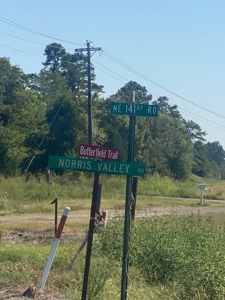 NE 141ST RD
Butterfield Trail
NORRIS VALLEY